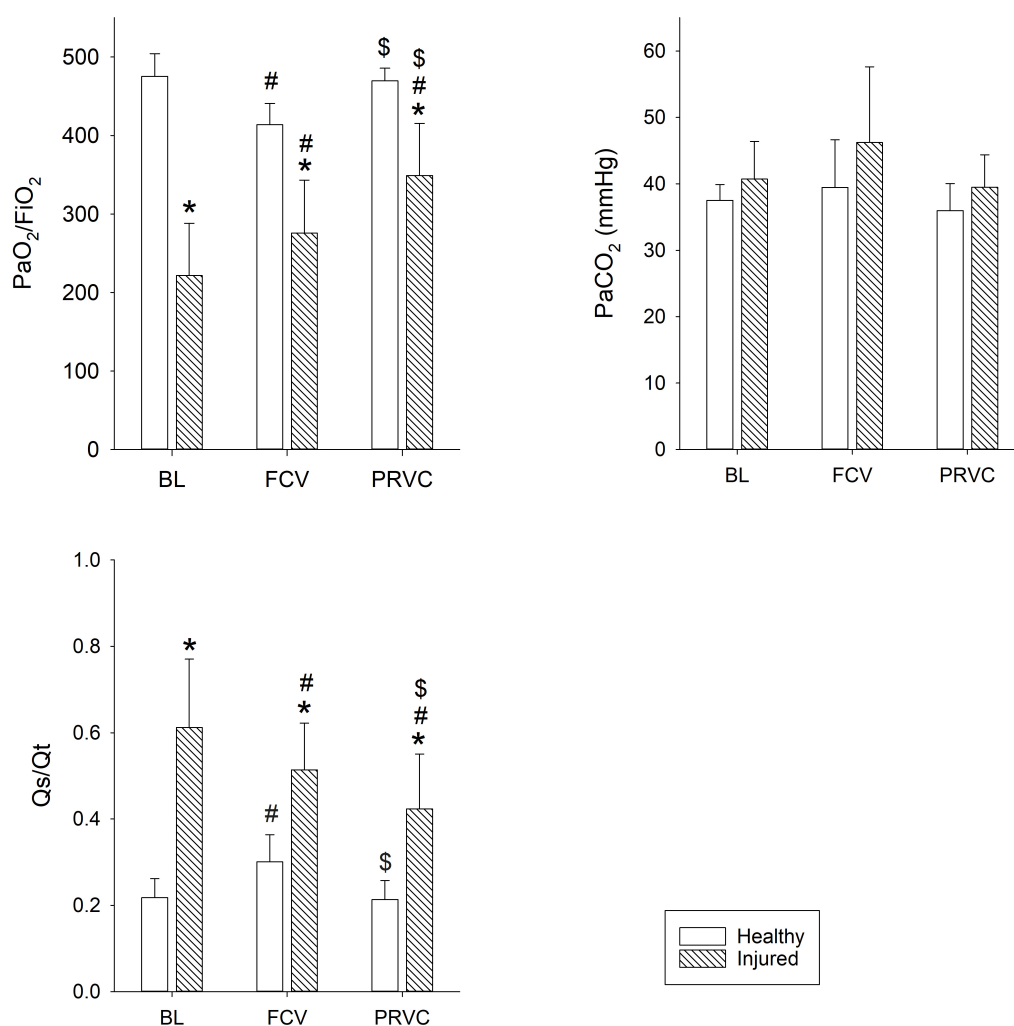 500
400
300
200
100
0
PaO2/FiO2
$
$
#
#
*
#
*
*
BL
FCV
PRVC
60
50
40
30
20
10
0
PaCO2 (mmHg)
BL
FCV
PRVC
1.0
0.8
0.6
0.4
0.2
0.0
Qs/Qt
*
#
*
$
#
*
#
$
BL
FCV
PRVC
Healthy
Injured